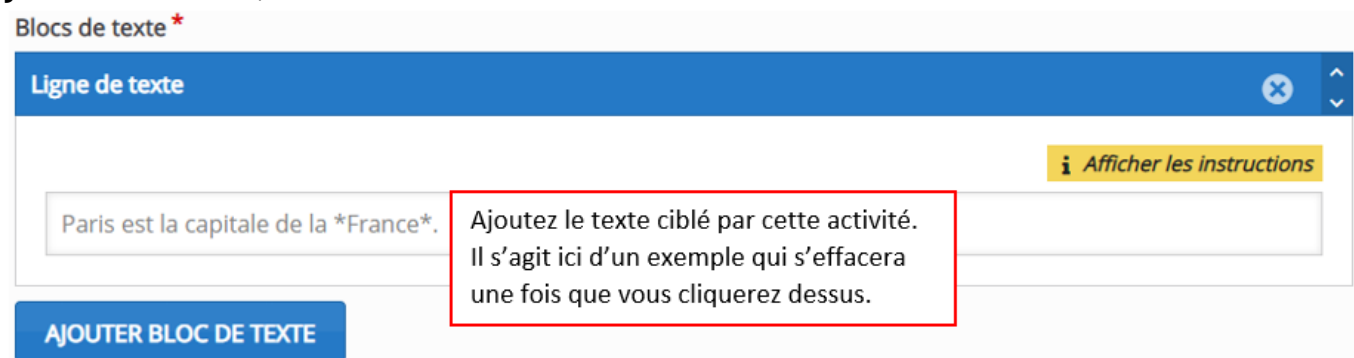 Blocs de texte *
Ligne de texte
i Afficher les instructions
Paris est la capitale de la *France*.
Ajoutez le texte ciblé par cette activité.
Il s’agit ici d’un exemple qui s’effacera
une fois que vous cliquerez dessus.
AJOUTER BLOC DE TEXTE